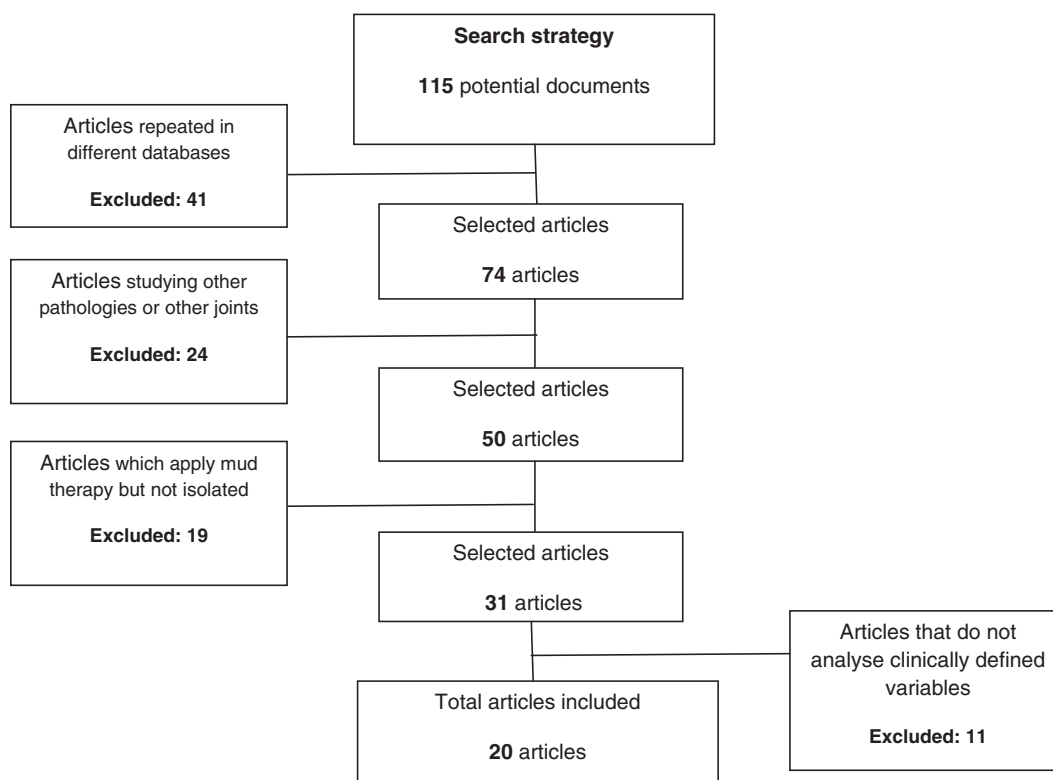 Search strategy
115 potential documents
Articles repeated in
different databases
Excluded: 41
Selected articles
74 articles
Articles studying other
pathologies or other joints
Excluded: 24
Selected articles
50 articles
Articles which apply mud
therapy but not isolated
Excluded: 19
Selected articles
31 articles
Articles that do not
analyse clinically defined
variables
Excluded: 11
Total articles included
20 articles